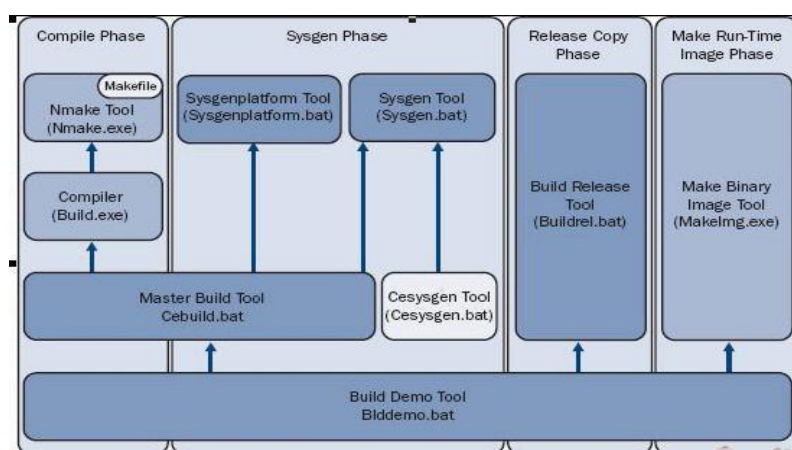 Compile Phase
Sysgen Phase
Release Copy
Phase
Make Run-Time
Image Phase
Makefile
Nmake Tool
(Nmake.exe)
Sysgenplatform Tool
(Sysgenplatform.bat)
Sysgen Tool
(Sysgen.bat)
Compiler
(Build.exe)
Build Release
Tool
(Buildrel.bat)
Make Binary
Image Tool
(MakeImg.exe)
Master Build Tool
Cebuild.bat
Cesysgen Tool
(Cesysgen.bat)
Build Demo Tool
Blddemo.bat